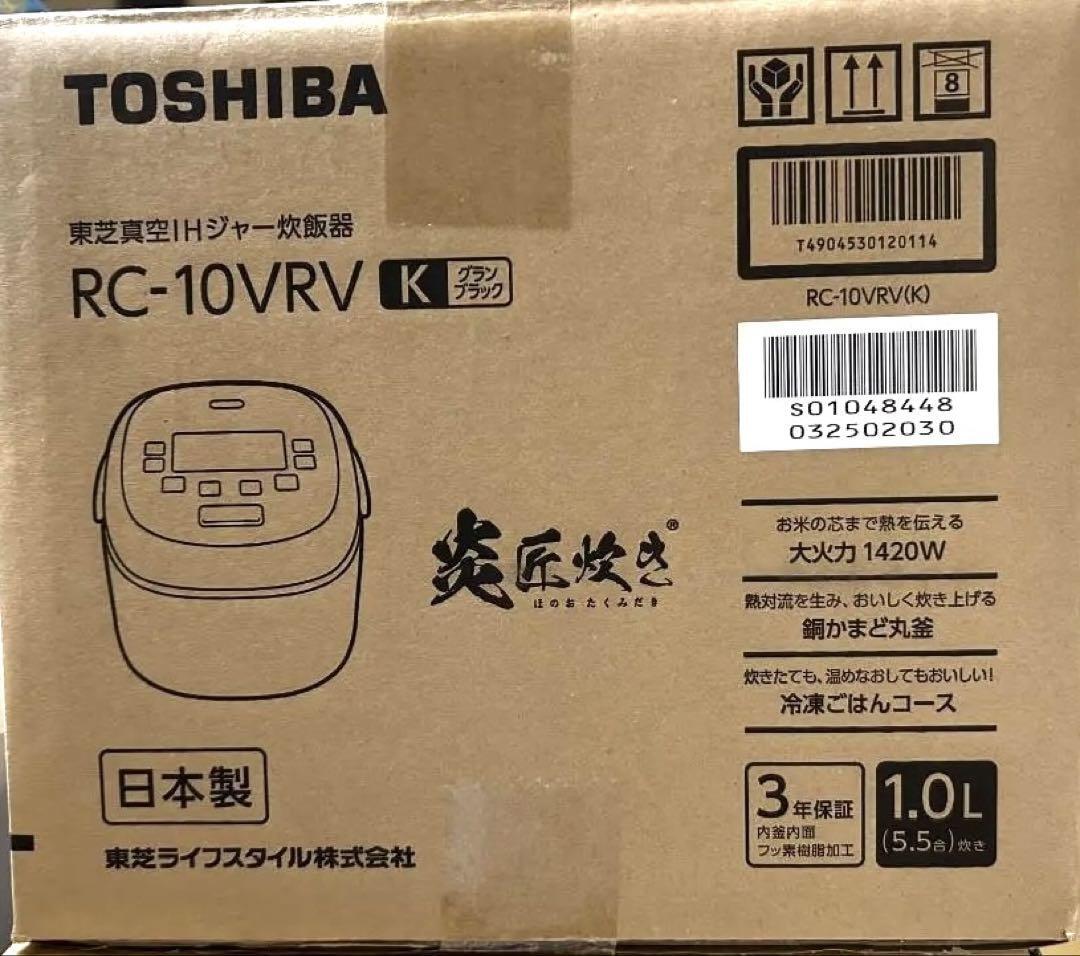 TOSHIBA
東芝真空IHジャー炊飯器
RC-10VRV K グラン
ブラック
8
T4904530120114
RC-10VRV(K)
S01048448
032502030
炎匠炊き®
ほのおたくみだき
お米の芯まで熱を伝える
大火力1420W
熱対流を生み、おいしく炊き上げる
銅かまど丸釜
炊きたても、温めなおしてもおいしい!
冷凍ごはんコース
日本製
東芝ライフスタイル株式会社
3年保証
内釜内面
フッ素樹脂加工
1.0L
(5.5合)炊き